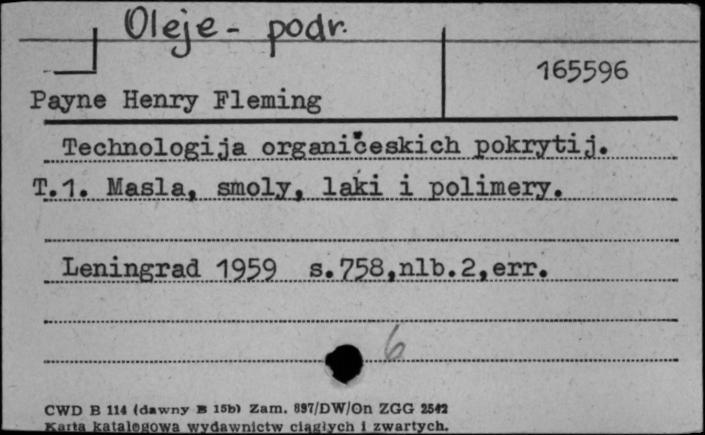 Oleje - podr.
165596
Payne Henry Fleming
Technologija organičeskich pokrytij.
T.1. Masla, smoly, laki i polimery.
Leningrad 1959 s.758,nlb.2,err.
6
CWD B 114 (dawny B 15b) Zam. 897/DW/On ZGG 2542
Karta katalogowa wydawnictw ciągłych i zwartych.